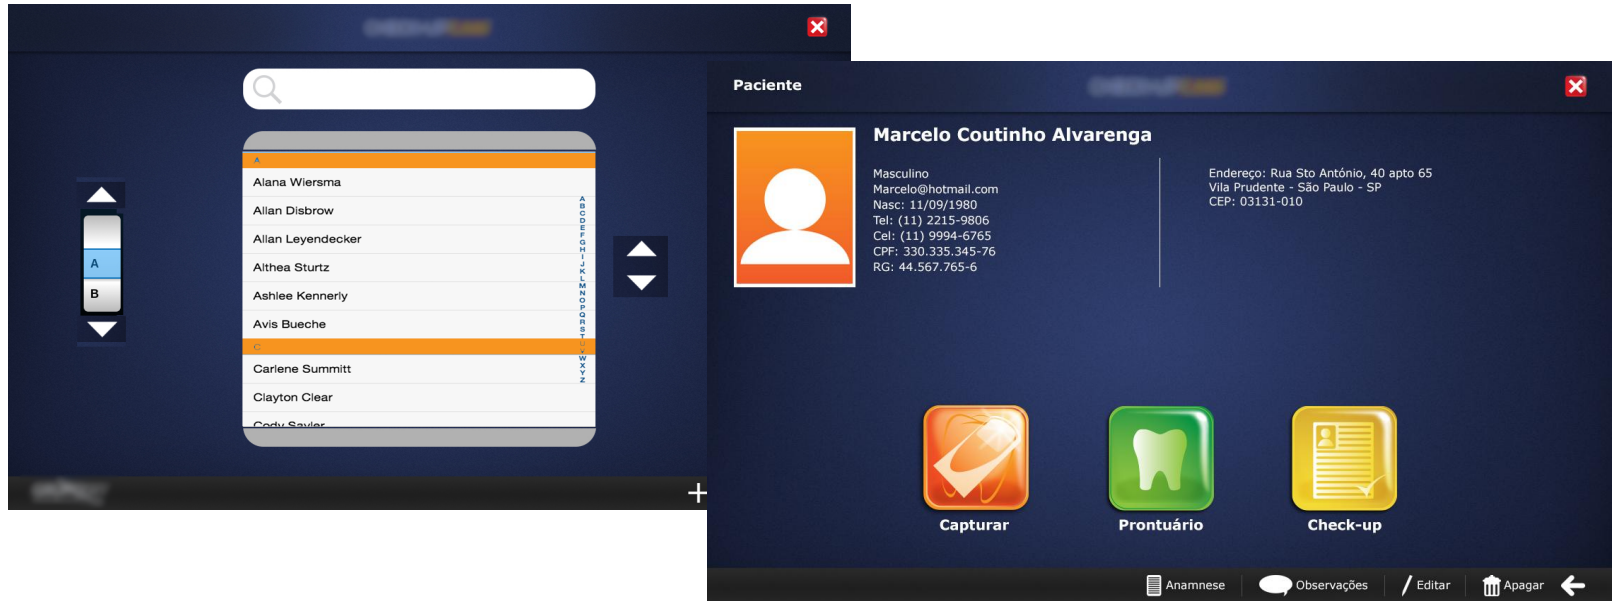 A
B
A
Alana Wiersma
Allan Disbrow
Allan Leyendecker
Althea Sturtz
Ashlee Kennerly
Avis Bueche
C
Carlene Summitt
Clayton Clear
Cody Sayler
A
B
C
D
E
F
G
H
I
J
K
L
M
N
O
P
Q
R
S
T
U
V
W
X
Y
Z
Paciente
Marcelo Coutinho Alvarenga
Masculino
Marcelo@hotmail.com
Nasc: 11/09/1980
Tel: (11) 2215-9806
Cel: (11) 9994-6765
CPF: 330.335.345-76
RG: 44.567.765-6
Endereço: Rua Sto António, 40 apto 65
Vila Prudente - São Paulo - SP
CEP: 03131-010
Capturar
Prontuário
Check-up
Anamnese
Observações
Editar
Apagar